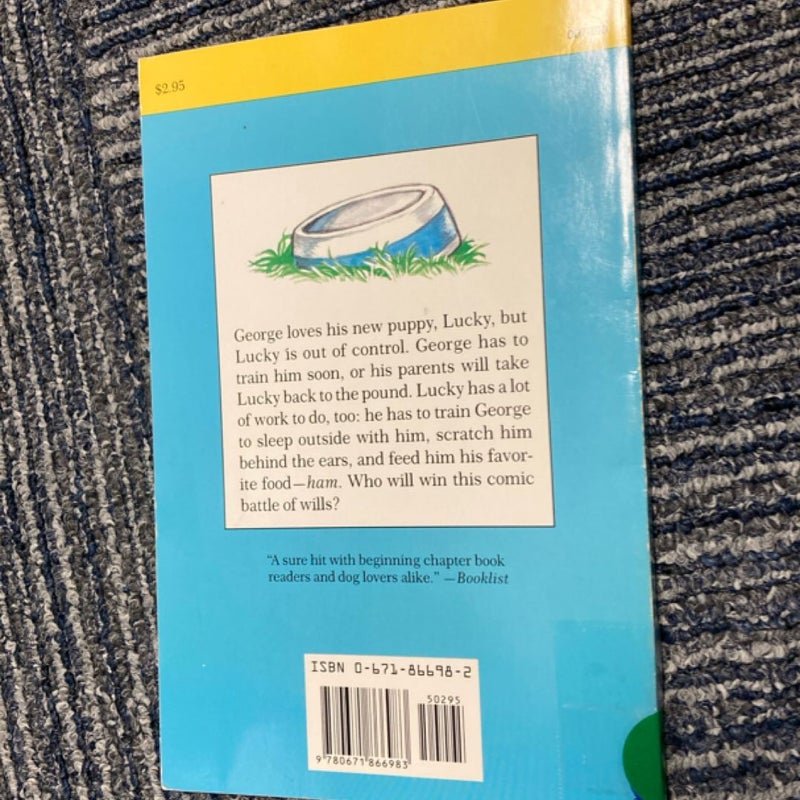 $2.95
George loves his new puppy, Lucky, but
Lucky is out of control. George has to
train him soon, or his parents will take
Lucky back to the pound. Lucky has a lot
of work to do, too: he has to train George
to sleep outside with him, scratch him
behind the ears, and feed him his favor-
ite food—ham. Who will win this comic
battle of wills?
“A sure hit with beginning chapter book
readers and dog lovers alike.” —Booklist
ISBN 0-671-86698-2
50295
9 780671 866983